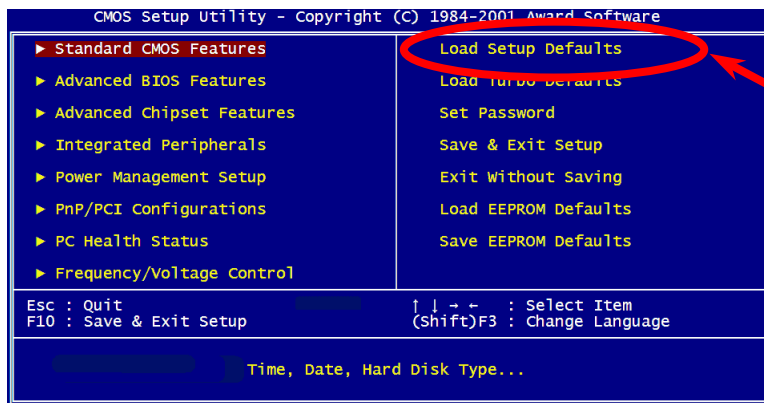 CMOS Setup Utility - Copyright (C) 1984-2001 Award Software
▶ Standard CMOS Features
▶ Advanced BIOS Features
▶ Advanced Chipset Features
▶ Integrated Peripherals
▶ Power Management Setup
▶ PnP/PCI Configurations
▶ PC Health Status
▶ Frequency/Voltage Control
Load Setup Defaults
Load Turbo Defaults
Set Password
Save & Exit Setup
Exit Without Saving
Load EEPROM Defaults
Save EEPROM Defaults
Esc : Quit
F10 : Save & Exit Setup
↑ ↓ → ← : Select Item
(Shift)F3 : Change Language
Time, Date, Hard Disk Type...